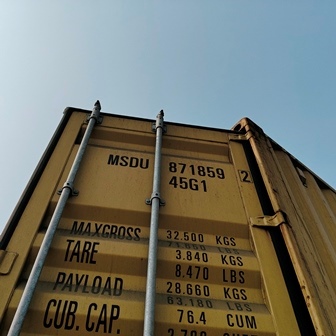 MSDU 871859 2
45G1
MAXGROSS 32.500 KGS
TARE 3.840 KGS
8.470 LBS
PAYLOAD 28.660 KGS
63.180 LBS
CUB. CAP. 76.4 CUM